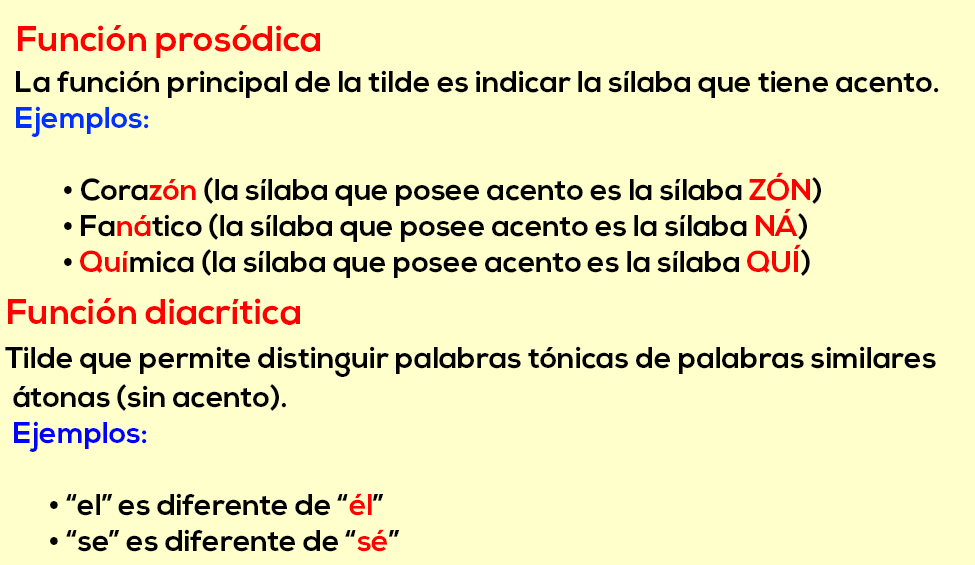 Función prosódica
La función principal de la tilde es indicar la sílaba que tiene acento.
Ejemplos:
• Corazón (la sílaba que posee acento es la sílaba ZÓN)
• Fanático (la sílaba que posee acento es la sílaba NÁ)
• Química (la sílaba que posee acento es la sílaba QUÍ)
Función diacrítica
Tilde que permite distinguir palabras tónicas de palabras similares
átonas (sin acento).
Ejemplos:
• “el” es diferente de “él”
• “se” es diferente de “sé”